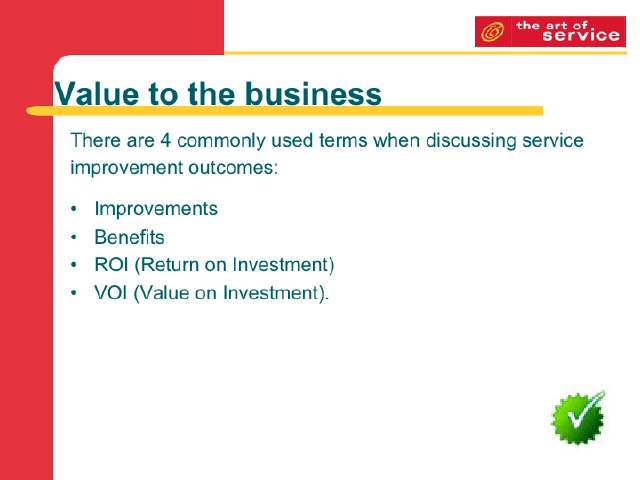 the art of
service
Value to the business
There are 4 commonly used terms when discussing service
improvement outcomes:
• Improvements
• Benefits
• ROI (Return on Investment)
• VOI (Value on Investment).